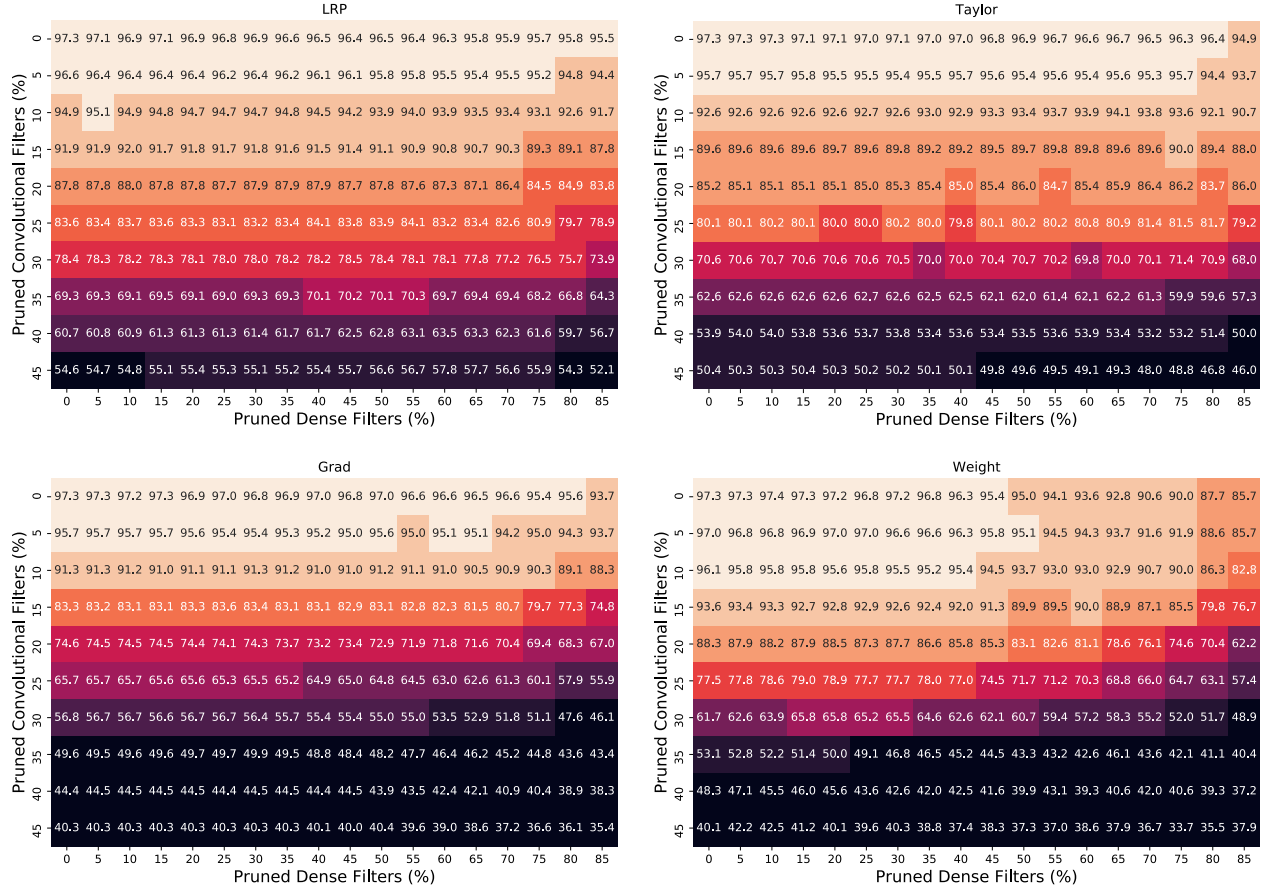 LRP
Pruned Convolutional Filters (%)
0 97.3 97.1 96.9 97.1 96.9 96.8 96.9 96.6 96.5 96.4 96.5 96.4 96.3 95.8 95.9 95.7 95.8 95.5
5 96.6 96.4 96.4 96.4 96.4 96.2 96.4 96.2 96.1 96.1 95.8 95.8 95.5 95.4 95.5 95.2 94.8 94.4
10 94.9 95.1 94.9 94.8 94.7 94.7 94.7 94.8 94.5 94.2 93.9 94.0 93.9 93.7 93.4 93.1 92.6 91.7
15 91.9 91.9 92.0 91.7 91.8 91.7 91.8 91.6 91.5 91.4 91.1 90.9 90.8 90.7 90.3 89.3 89.1 87.8
20 87.8 87.8 88.0 87.8 87.8 87.7 87.9 87.9 87.9 87.7 87.8 87.6 87.3 87.1 86.4 84.5 84.9 83.8
25 83.6 83.4 83.7 83.6 83.3 83.1 83.2 83.4 84.1 83.8 83.9 84.1 83.2 83.4 82.6 80.9 79.7 78.9
30 78.4 78.3 78.2 78.3 78.1 78.0 78.0 78.2 78.2 78.5 78.3 78.6 78.1 77.8 77.2 76.5 75.7 73.9
35 69.3 69.3 69.1 69.5 69.1 69.0 69.3 69.3 70.1 70.2 70.1 70.3 69.7 69.4 69.4 68.2 66.8 64.3
40 60.7 60.8 60.9 61.3 61.3 61.3 61.4 61.7 61.7 62.5 62.8 63.1 63.5 63.3 62.3 61.6 59.7 56.7
45 54.6 54.7 54.8 55.1 55.4 55.3 55.1 55.2 55.4 55.7 56.6 56.7 57.8 57.7 56.6 55.9 54.3 52.1
0 5 10 15 20 25 30 35 40 45 50 55 60 65 70 75 80 85
Pruned Dense Filters (%)
Taylor
Pruned Convolutional Filters (%)
0 97.3 97.3 97.1 97.0 97.1 97.0 97.1 97.0 97.0 96.8 96.9 96.7 96.6 96.7 96.5 96.3 96.4 94.9
5 95.7 95.7 95.7 95.8 95.6 95.4 95.5 95.5 95.7 95.6 95.4 95.6 95.4 95.6 95.3 95.7 94.4 93.7
10 92.6 92.6 92.6 92.7 92.6 92.7 92.6 93.0 92.9 93.1 93.4 93.7 93.9 94.1 93.8 93.6 92.1 90.7
15 89.6 89.6 89.6 89.8 89.7 89.6 89.8 89.2 89.2 89.5 89.7 89.8 89.8 89.6 89.6 90.0 89.4 88.0
20 85.2 85.1 85.1 85.1 85.0 85.3 85.3 85.4 85.0 85.4 86.0 84.7 85.4 85.9 86.4 86.2 83.7 86.0
25 80.1 80.1 80.2 80.1 80.0 80.0 80.2 80.0 79.8 80.1 80.2 80.2 80.8 80.9 81.4 81.5 81.7 79.2
30 70.6 70.6 70.7 70.6 70.6 70.6 70.5 70.0 70.0 70.4 70.7 70.2 69.8 70.0 70.1 71.4 70.9 68.0
35 62.6 62.6 62.6 62.6 62.6 62.7 62.6 62.5 62.5 62.1 62.0 61.4 62.1 62.2 61.3 59.9 59.6 57.3
40 53.9 54.0 54.0 53.8 53.6 53.7 53.8 53.4 53.6 53.4 53.5 53.6 53.9 53.4 53.4 53.2 51.4 50.0
45 50.4 50.3 50.3 50.4 50.3 50.2 50.2 50.1 50.1 49.8 49.6 49.5 49.1 49.3 48.0 48.8 46.8 46.0
0 5 10 15 20 25 30 35 40 45 50 55 60 65 70 75 80 85
Pruned Dense Filters (%)
Grad
Pruned Convolutional Filters (%)
0 97.3 97.3 97.2 97.3 96.9 97.0 96.8 96.9 97.0 96.8 97.0 96.6 96.6 96.5 96.6 95.4 95.6 93.7
5 95.7 95.7 95.7 95.7 95.6 95.4 95.4 95.3 95.2 95.2 95.3 95.0 95.1 95.1 94.2 95.0 94.3 93.7
10 91.3 91.3 91.2 91.0 91.1 91.1 91.3 91.2 91.0 91.1 91.1 91.0 91.0 90.5 90.9 90.3 89.1 88.3
15 83.3 83.2 83.1 83.1 83.3 83.6 83.4 83.1 83.1 82.9 83.1 82.8 82.3 81.5 80.7 79.7 77.3 74.8
20 74.6 74.5 74.5 74.5 74.4 74.1 74.3 73.7 73.2 73.4 72.9 71.9 71.8 71.6 70.4 69.4 68.3 67.0
25 65.7 65.7 65.7 65.6 65.6 65.3 65.5 65.2 64.9 65.0 64.8 64.5 63.0 62.6 61.3 60.1 57.9 55.9
30 56.8 56.7 56.7 56.6 56.6 56.7 56.4 55.7 55.4 55.4 55.0 55.0 53.5 52.9 51.8 51.1 47.6 46.1
35 49.6 49.5 49.6 49.6 49.7 49.7 49.9 49.5 48.8 48.4 48.2 47.7 46.4 46.2 45.2 44.8 43.6 43.4
40 44.4 44.5 44.5 44.5 44.5 44.4 44.5 44.4 44.5 44.5 43.9 43.5 42.4 42.1 40.9 40.4 38.9 38.3
45 40.3 40.3 40.3 40.3 40.4 40.3 40.3 40.1 40.0 40.4 40.4 39.6 39.0 38.6 37.2 36.6 36.1 35.4
0 5 10 15 20 25 30 35 40 45 50 55 60 65 70 75 80 85
Pruned Dense Filters (%)
Weight
Pruned Convolutional Filters (%)
0 97.3 97.3 97.4 97.3 97.2 96.8 97.2 96.8 96.3 95.4 95.0 94.1 93.6 92.8 90.6 90.0 87.7 85.7
5 97.0 96.8 96.8 96.9 97.0 97.0 96.6 96.6 96.3 95.8 95.1 94.5 94.3 93.7 91.6 91.9 88.6 85.7
10 96.1 95.8 95.8 95.8 95.6 95.8 95.5 95.2 95.4 94.5 93.7 93.0 93.0 92.9 90.7 90.0 86.3 82.8
15 93.6 93.4 93.3 92.7 92.8 92.9 92.6 92.4 92.0 91.3 89.9 89.5 90.0 88.9 87.1 85.5 79.8 76.7
20 88.3 87.9 88.2 87.9 88.5 87.3 87.7 86.6 85.8 85.3 83.1 82.6 81.1 78.6 76.1 74.6 70.4 62.2
25 77.5 77.8 78.6 79.0 78.9 77.7 77.7 78.0 77.0 74.5 71.7 71.2 70.3 68.8 66.0 64.7 63.1 57.4
30 61.7 62.6 63.9 65.8 65.8 65.2 65.5 64.6 62.6 62.1 60.7 59.4 57.2 58.3 55.2 52.0 51.7 48.9
35 53.1 52.8 52.2 51.4 50.0 49.1 46.8 46.5 45.2 44.5 43.3 43.2 42.6 46.1 43.6 42.1 41.1 40.4
40 48.3 47.1 45.5 46.0 45.6 43.6 42.6 42.0 42.5 41.6 39.9 43.1 39.3 40.6 42.0 40.6 39.3 37.2
45 40.1 42.2 42.5 41.2 40.1 39.6 40.3 38.8 37.4 38.3 37.3 37.0 38.6 37.9 36.7 33.7 35.5 37.9
0 5 10 15 20 25 30 35 40 45 50 55 60 65 70 75 80 85
Pruned Dense Filters (%)